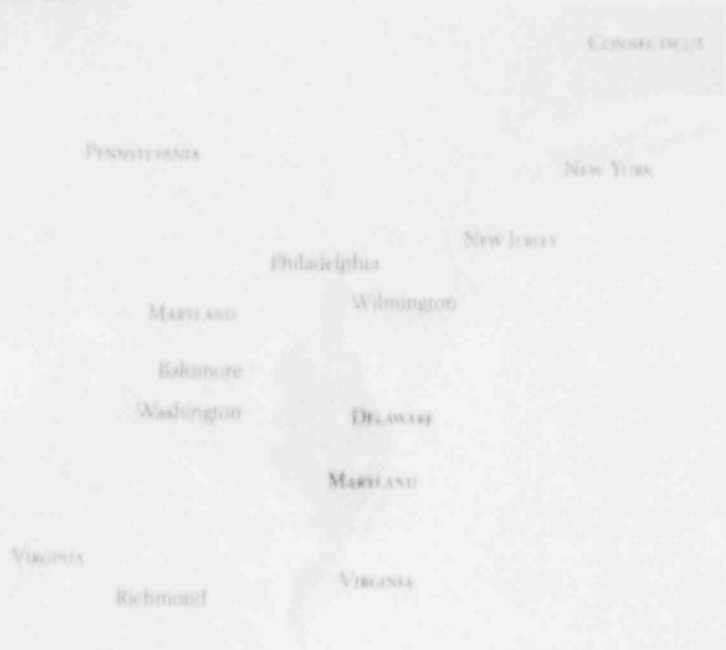 CONNECTICUT
PENNSYLVANIA
NEW YORK
NEW JERSEY
Philadelphia
Wilmington
MARYLAND
Baltimore
Washington
DELAWARE
MARYLAND
VIRGINIA
VIRGINIA
Richmond